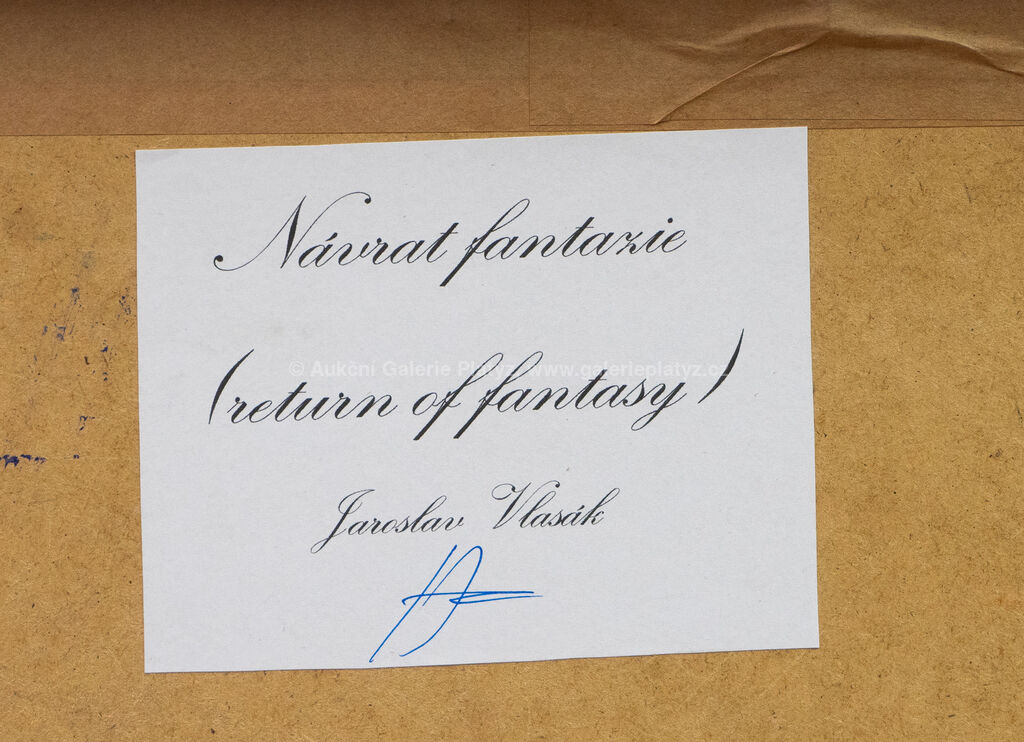 Návrat fantazie
© Aukční Galerie Platýz, www.galerieplatyz.cz
(return of fantasy)
Jaroslav Vlasák